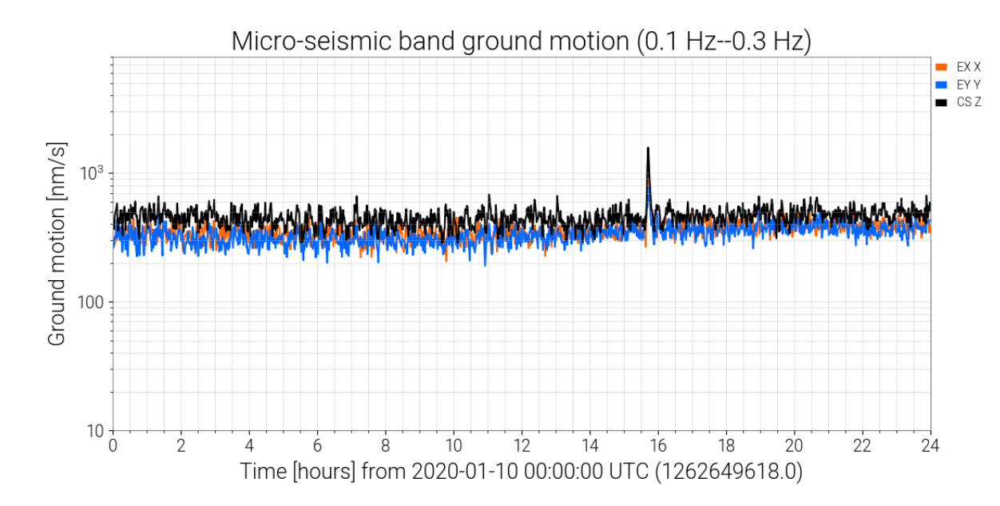 Micro-seismic band ground motion (0.1 Hz--0.3 Hz)
EX X
EY Y
CS Z
Ground motion [nm/s]
10³
100
10
0 2 4 6 8 10 12 14 16 18 20 22 24
Time [hours] from 2020-01-10 00:00:00 UTC (1262649618.0)